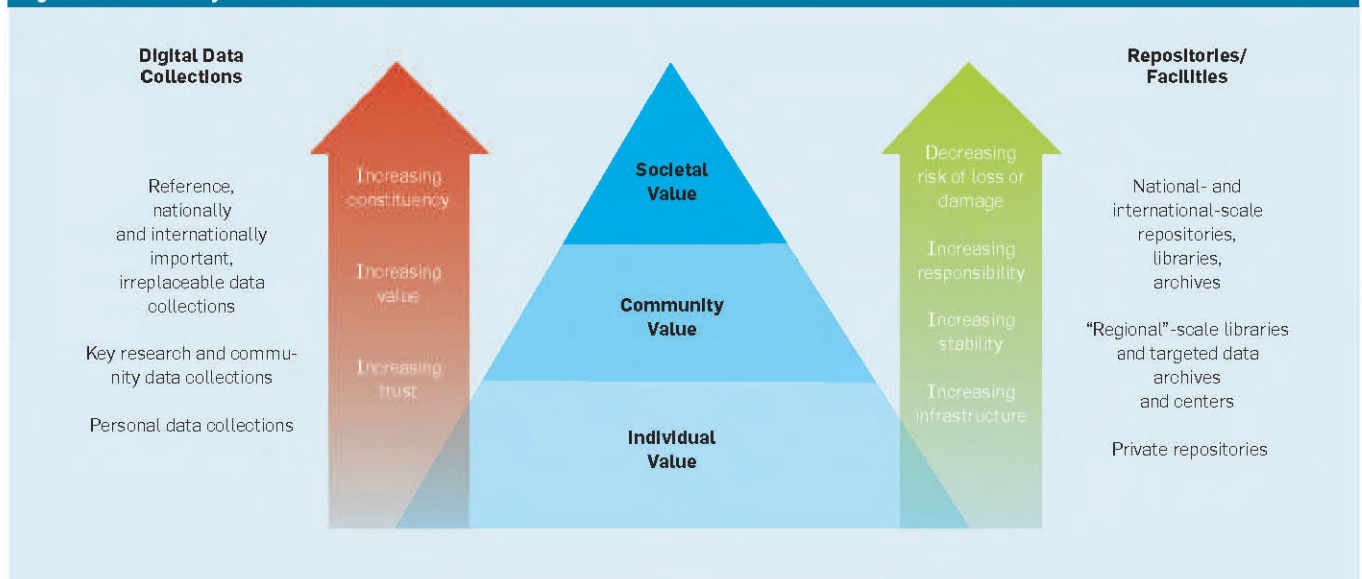 Digital Data
Collections
Reference,
nationally
and internationally
important,
irreplaceable data
collections
Key research and commu-
nity data collections
Personal data collections
Increasing
constituency
Increasing
value
Increasing
trust
Societal
Value
Community
Value
Individual
Value
Decreasing
risk of loss or
damage
Increasing
responsibility
Increasing
stability
Increasing
infrastructure
Repositories/
Facilities
National- and
international-scale
repositories,
libraries,
archives
“Regional”-scale libraries
and targeted data
archives
and centers
Private repositories